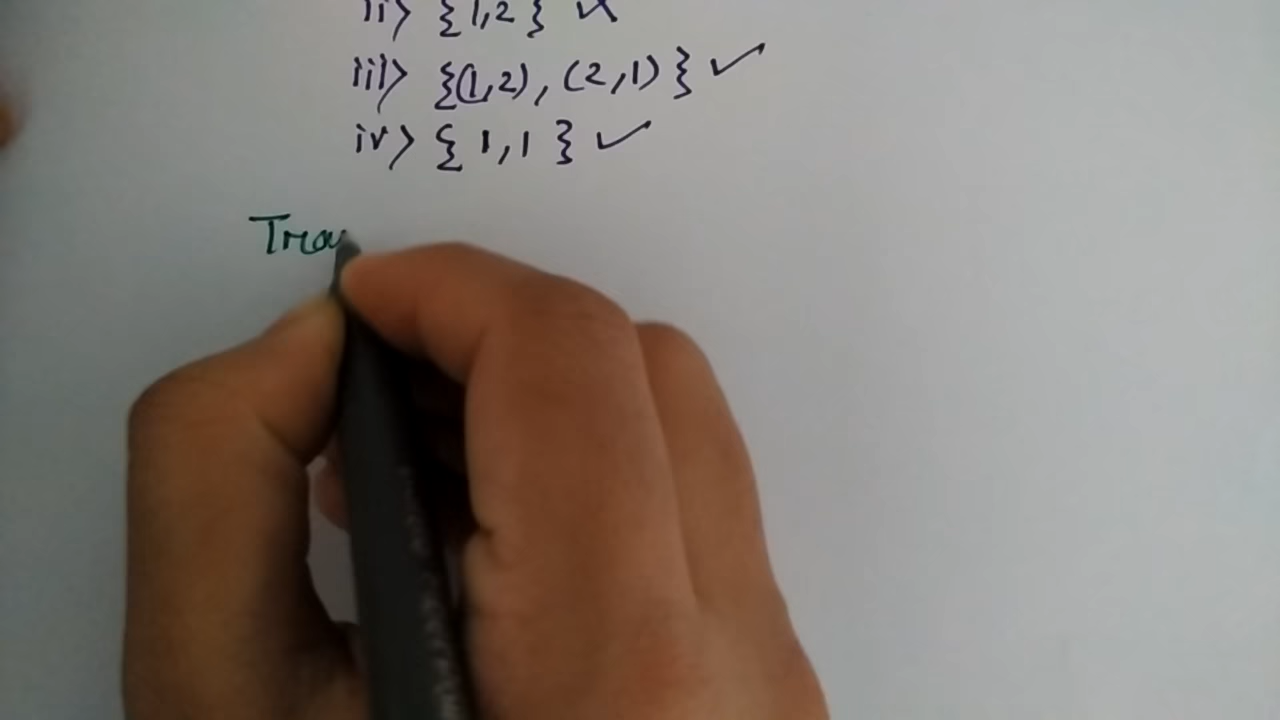 ii> {1,2} ✗
iii> {(1,2), (2,1)} ✓
iv> {1,1} ✓
Tra